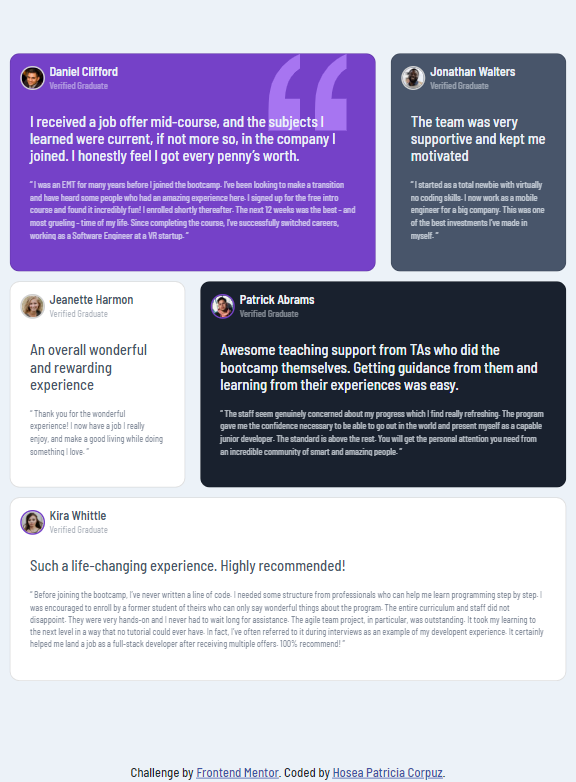 Daniel Clifford
Verified Graduate
I received a job offer mid-course, and the subjects I
learned were current, if not more so, in the company I
joined. I honestly feel I got every penny’s worth.
“ I was an EMT for many years before I joined the bootcamp. I’ve been looking to make a transition
and have heard some people who had an amazing experience here. I signed up for the free intro
course and found it incredibly fun! I enrolled shortly thereafter. The next 12 weeks was the best - and
most grueling - time of my life. Since completing the course, I’ve successfully switched careers,
working as a Software Engineer at a VR startup. ”
Jonathan Walters
Verified Graduate
The team was very
supportive and kept me
motivated
“ I started as a total newbie with virtually
no coding skills. I now work as a mobile
engineer for a big company. This was one
of the best investments I’ve made in
myself. ”
Jeanette Harmon
Verified Graduate
An overall wonderful
and rewarding
experience
“ Thank you for the wonderful
experience! I now have a job I really
enjoy, and make a good living while doing
something I love. ”
Patrick Abrams
Verified Graduate
Awesome teaching support from TAs who did the
bootcamp themselves. Getting guidance from them and
learning from their experiences was easy.
“ The staff seem genuinely concerned about my progress which I find really refreshing. The program
gave me the confidence necessary to be able to go out in the world and present myself as a capable
junior developer. The standard is above the rest. You will get the personal attention you need from
an incredible community of smart and amazing people. ”
Kira Whittle
Verified Graduate
Such a life-changing experience. Highly recommended!
“ Before joining the bootcamp, I’ve never written a line of code. I needed some structure from professionals who can help me learn programming step by step. I
was encouraged to enroll by a former student of theirs who can only say wonderful things about the program. The entire curriculum and staff did not
disappoint. They were very hands-on and I never had to wait long for assistance. The agile team project, in particular, was outstanding. It took my learning to
the next level in a way that no tutorial could ever have. In fact, I’ve often referred to it during interviews as an example of my developent experience. It certainly
helped me land a job as a full-stack developer after receiving multiple offers. 100% recommend! ”
Challenge by Frontend Mentor. Coded by Hosea Patricia Corpuz.